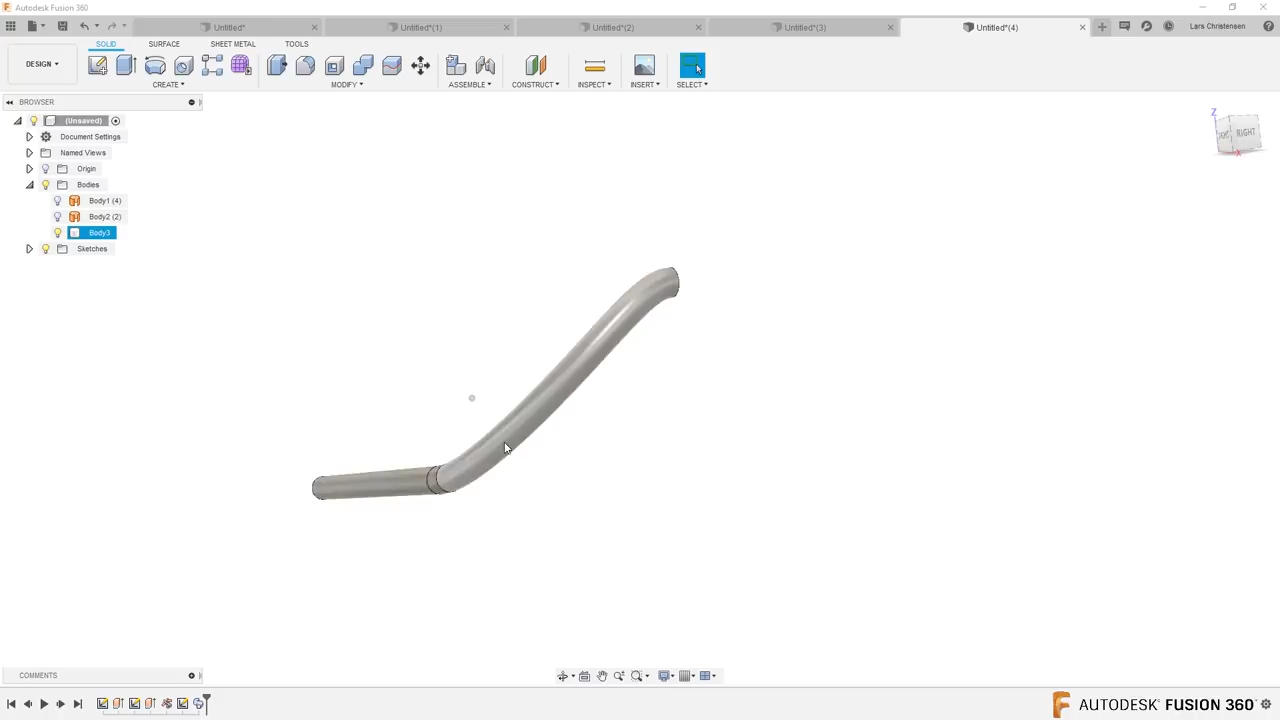 Autodesk Fusion 360
Untitled*
Untitled*(1)
Untitled*(2)
Untitled*(3)
Untitled*(4)
Lars Christensen
SOLID
SURFACE
SHEET METAL
TOOLS
DESIGN
CREATE
MODIFY
ASSEMBLE
CONSTRUCT
INSPECT
INSERT
SELECT
BROWSER
(Unsaved)
Document Settings
Named Views
Origin
Bodies
Body1 (4)
Body2 (2)
Body3
Sketches
Z
RIGHT
X
COMMENTS
AUTODESK® FUSION 360™